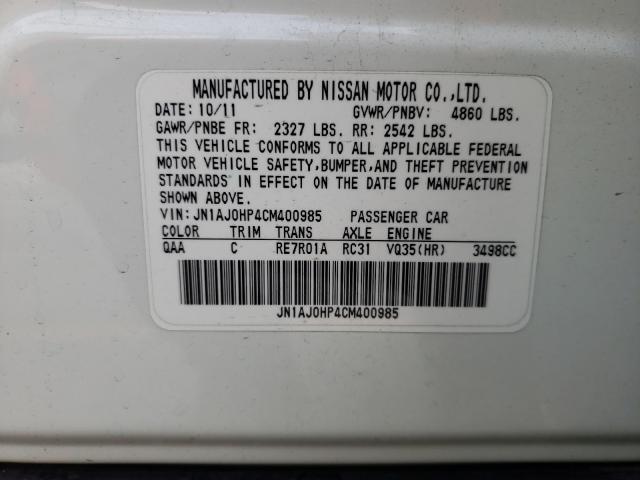 MANUFACTURED BY NISSAN MOTOR CO.,LTD.
DATE: 10/11 GVWR/PNBV: 4860 LBS.
GAWR/PNBE FR: 2327 LBS. RR: 2542 LBS.
THIS VEHICLE CONFORMS TO ALL APPLICABLE FEDERAL
MOTOR VEHICLE SAFETY,BUMPER,AND THEFT PREVENTION
STANDARDS IN EFFECT ON THE DATE OF MANUFACTURE
SHOWN ABOVE.
VIN: JN1AJ0HP4CM400985 PASSENGER CAR
COLOR TRIM TRANS AXLE ENGINE
QAA C RE7R01A RC31 VQ35(HR) 3498CC
JN1AJ0HP4CM400985